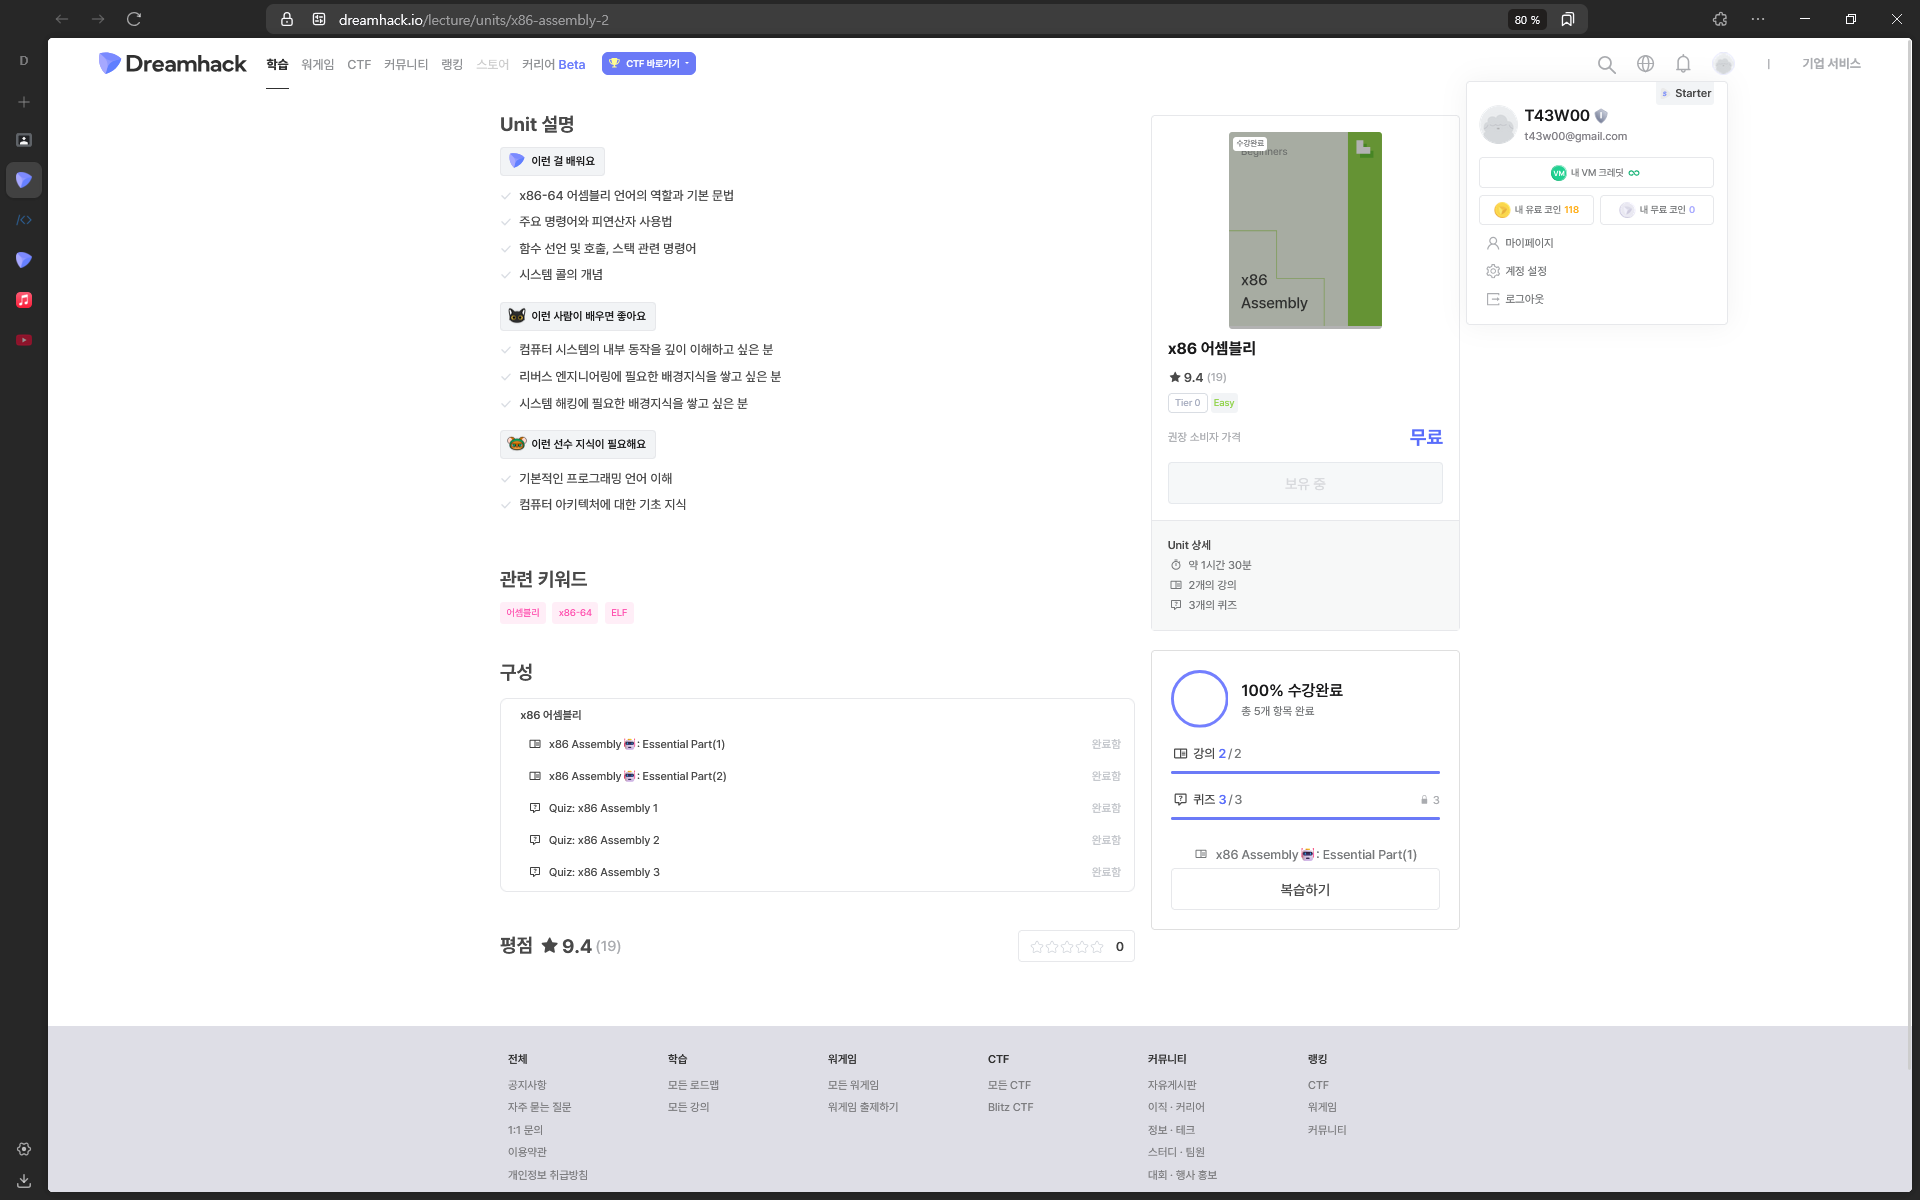 dreamhack.io/lecture/units/x86-assembly-2
80 %
D
Dreamhack
학습
워게임
CTF
커뮤니티
랭킹
스토어
커리어 Beta
CTF 바로가기
기업 서비스
Starter
T43W00
t43w00@gmail.com
VM 내 VM 크레딧 ∞
내 유료 코인 118
내 무료 코인 0
마이페이지
계정 설정
로그아웃
Unit 설명
이런 걸 배워요
x86-64 어셈블리 언어의 역할과 기본 문법
주요 명령어와 피연산자 사용법
함수 선언 및 호출, 스택 관련 명령어
시스템 콜의 개념
이런 사람이 배우면 좋아요
컴퓨터 시스템의 내부 동작을 깊이 이해하고 싶은 분
리버스 엔지니어링에 필요한 배경지식을 쌓고 싶은 분
시스템 해킹에 필요한 배경지식을 쌓고 싶은 분
이런 선수 지식이 필요해요
기본적인 프로그래밍 언어 이해
컴퓨터 아키텍처에 대한 기초 지식
관련 키워드
어셈블리
x86-64
ELF
구성
x86 어셈블리
x86 Assembly🤖: Essential Part(1)
완료함
x86 Assembly🤖: Essential Part(2)
완료함
Quiz: x86 Assembly 1
완료함
Quiz: x86 Assembly 2
완료함
Quiz: x86 Assembly 3
완료함
평점 ★ 9.4 (19)
0
수강완료
Beginners
x86
Assembly
x86 어셈블리
★ 9.4 (19)
Tier 0
Easy
권장 소비자 가격
무료
보유 중
Unit 상세
약 1시간 30분
2개의 강의
3개의 퀴즈
100% 수강완료
총 5개 항목 완료
강의 2/2
퀴즈 3/3
3
x86 Assembly🤖: Essential Part(1)
복습하기
전체
공지사항
자주 묻는 질문
1:1 문의
이용약관
개인정보 취급방침
학습
모든 로드맵
모든 강의
워게임
모든 워게임
워게임 출제하기
CTF
모든 CTF
Blitz CTF
커뮤니티
자유게시판
이직 · 커리어
정보 · 테크
스터디 · 팀원
대회 · 행사 홍보
랭킹
CTF
워게임
커뮤니티